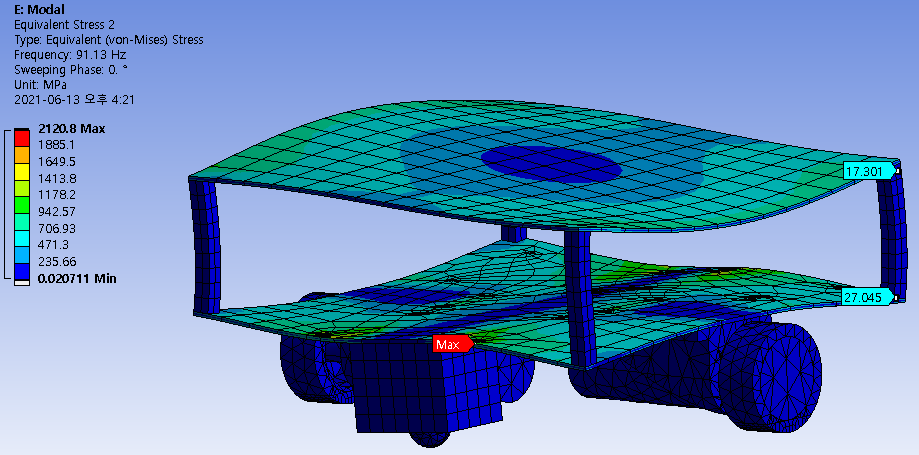 E: Modal
Equivalent Stress 2
Type: Equivalent (von-Mises) Stress
Frequency: 91.13 Hz
Sweeping Phase: 0. °
Unit: MPa
2021-06-13 오후 4:21
2120.8 Max
1885.1
1649.5
1413.8
1178.2
942.57
706.93
471.3
235.66
0.020711 Min
17.301
27.045
Max